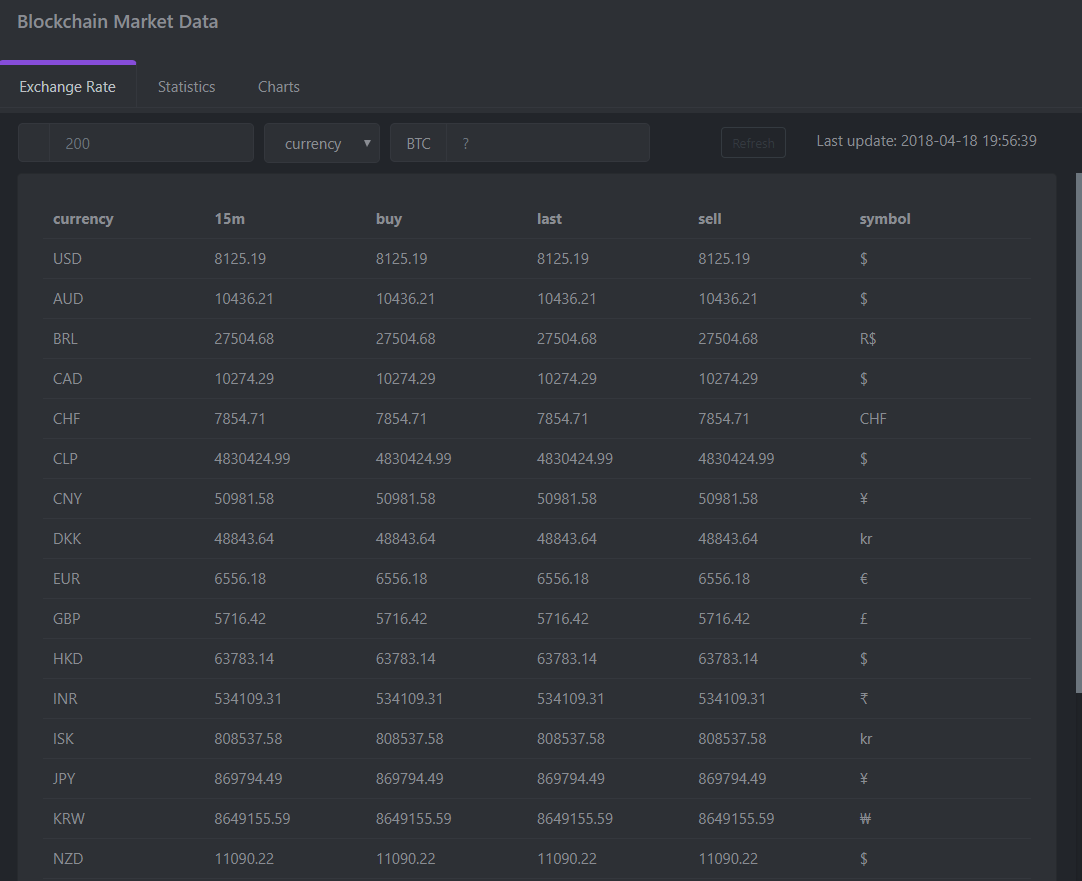 Blockchain Market Data
Exchange Rate Statistics Charts
200 currency ▼ BTC ? Refresh Last update: 2018-04-18 19:56:39
currency 15m buy last sell symbol
USD 8125.19 8125.19 8125.19 8125.19 $
AUD 10436.21 10436.21 10436.21 10436.21 $
BRL 27504.68 27504.68 27504.68 27504.68 R$
CAD 10274.29 10274.29 10274.29 10274.29 $
CHF 7854.71 7854.71 7854.71 7854.71 CHF
CLP 4830424.99 4830424.99 4830424.99 4830424.99 $
CNY 50981.58 50981.58 50981.58 50981.58 ¥
DKK 48843.64 48843.64 48843.64 48843.64 kr
EUR 6556.18 6556.18 6556.18 6556.18 €
GBP 5716.42 5716.42 5716.42 5716.42 £
HKD 63783.14 63783.14 63783.14 63783.14 $
INR 534109.31 534109.31 534109.31 534109.31 ₹
ISK 808537.58 808537.58 808537.58 808537.58 kr
JPY 869794.49 869794.49 869794.49 869794.49 ¥
KRW 8649155.59 8649155.59 8649155.59 8649155.59 ₩
NZD 11090.22 11090.22 11090.22 11090.22 $